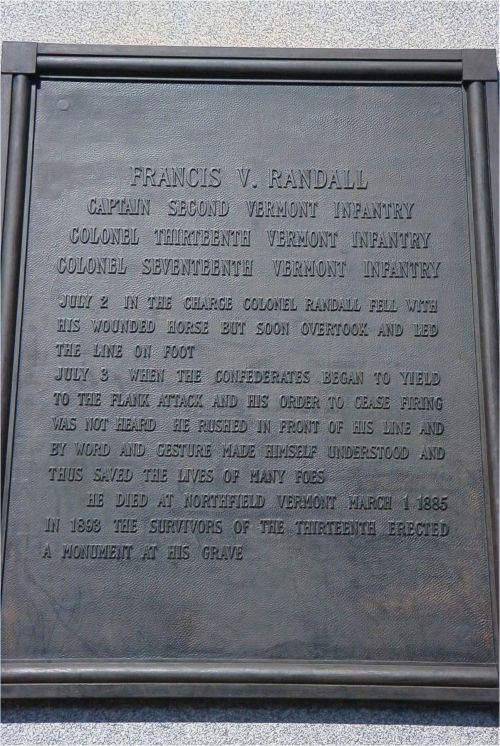 FRANCIS V. RANDALL
CAPTAIN SECOND VERMONT INFANTRY
COLONEL THIRTEENTH VERMONT INFANTRY
COLONEL SEVENTEENTH VERMONT INFANTRY
JULY 2 IN THE CHARGE COLONEL RANDALL FELL WITH
HIS WOUNDED HORSE BUT SOON OVERTOOK AND LED
THE LINE ON FOOT
JULY 3 WHEN THE CONFEDERATES BEGAN TO YIELD
TO THE FLANK ATTACK AND HIS ORDER TO CEASE FIRING
WAS NOT HEARD HE RUSHED IN FRONT OF HIS LINE AND
BY WORD AND GESTURE MADE HIMSELF UNDERSTOOD AND
THUS SAVED THE LIVES OF MANY FOES
HE DIED AT NORTHFIELD VERMONT MARCH 1 1885
IN 1893 THE SURVIVORS OF THE THIRTEENTH ERECTED
A MONUMENT AT HIS GRAVE